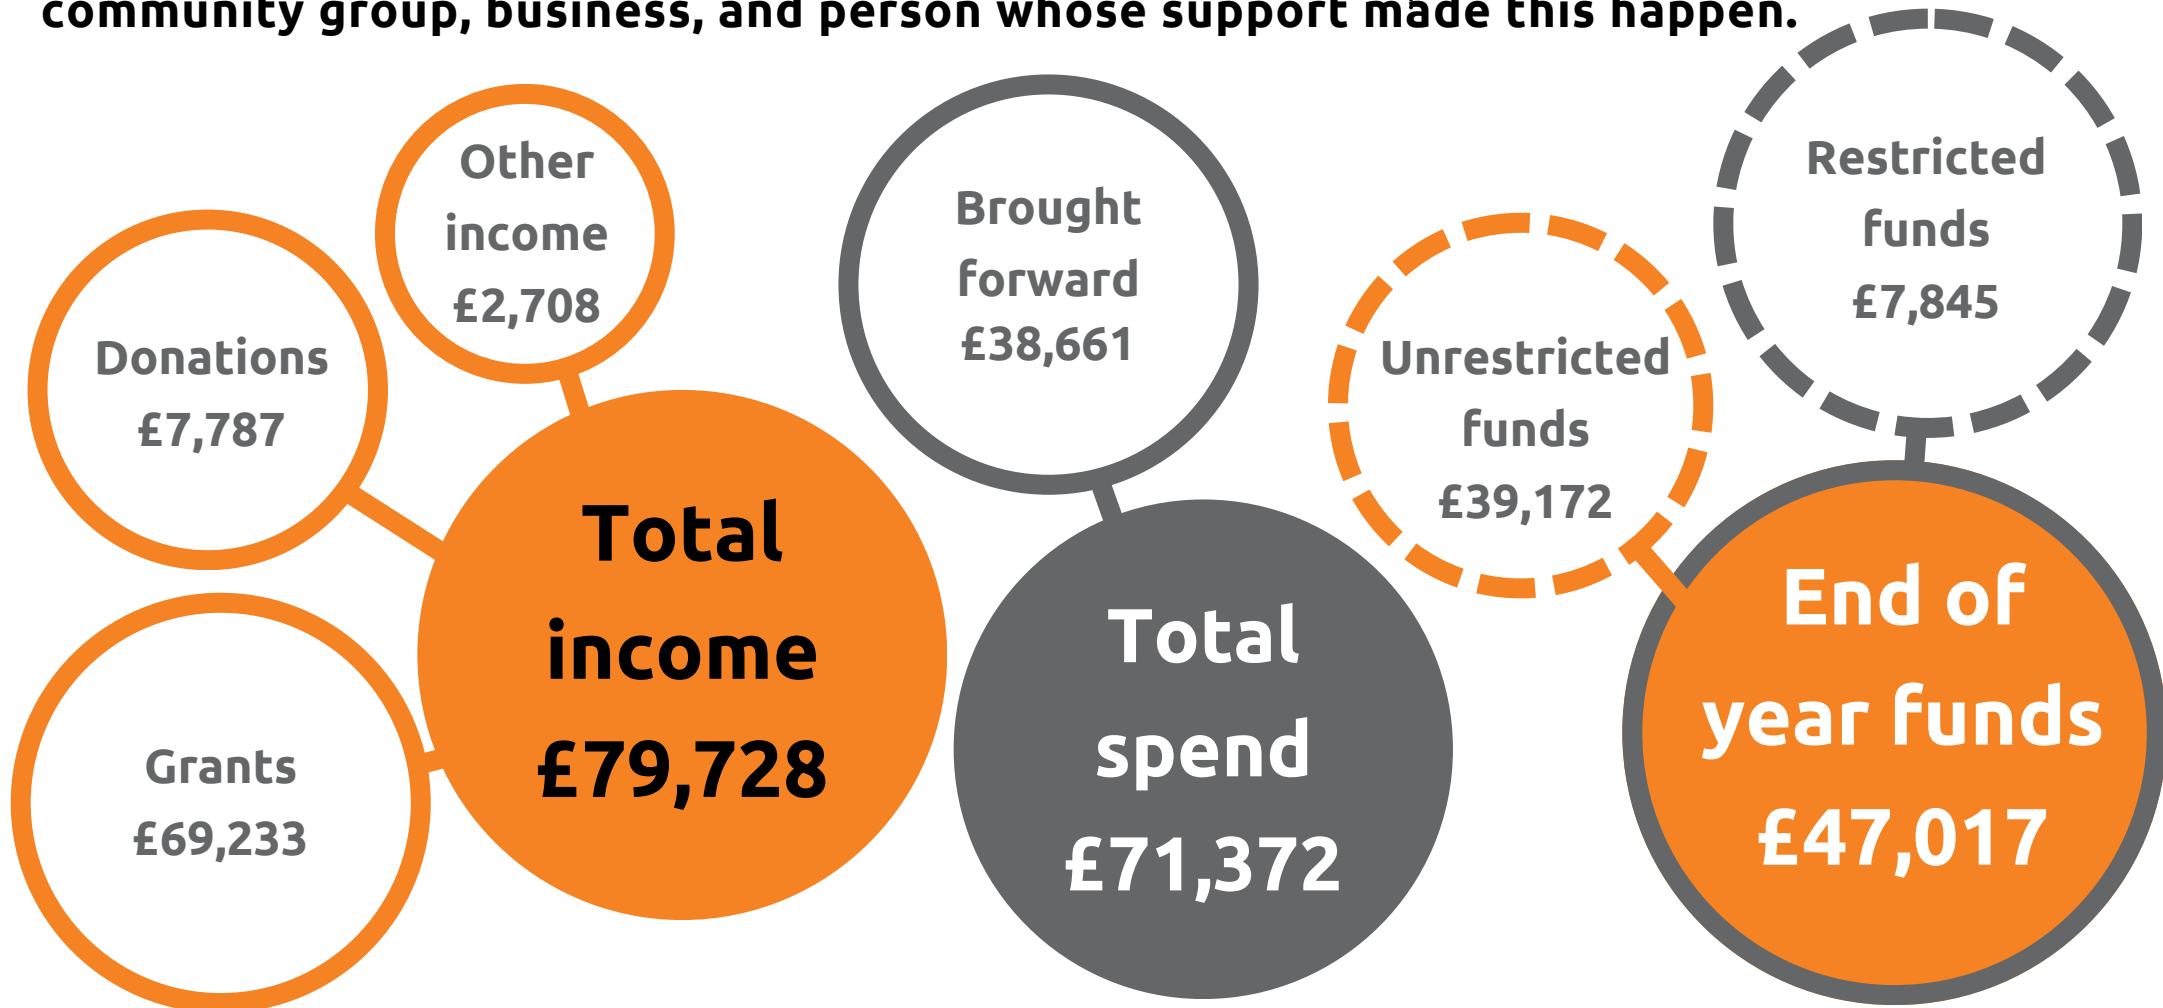 community group, business, and person whose support made this happen.
Other
income
£2,708
Donations
£7,787
Grants
£69,233
Total
income
£79,728
Brought
forward
£38,661
Total
spend
£71,372
Unrestricted
funds
£39,172
Restricted
funds
£7,845
End of
year funds
£47,017